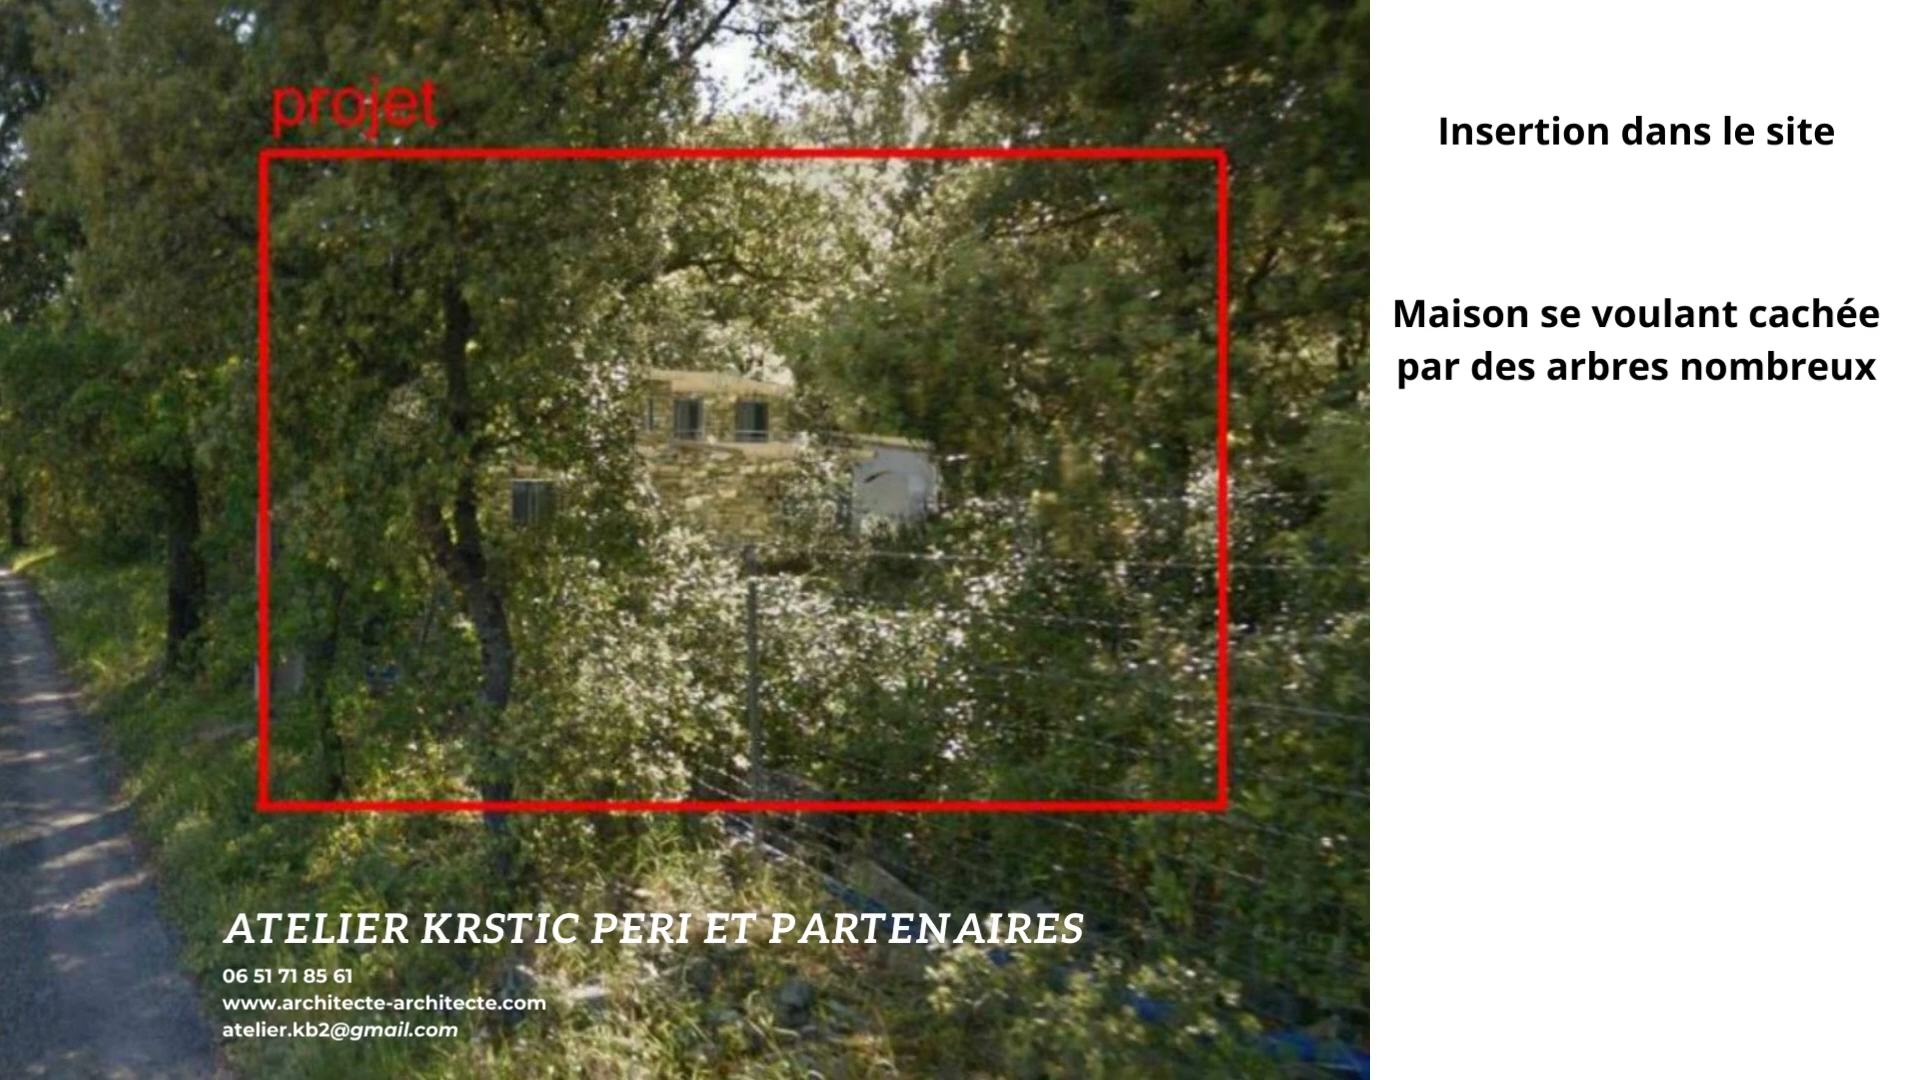 projet
Insertion dans le site
Maison se voulant cachée
par des arbres nombreux
ATELIER KRSTIC PERI ET PARTENAIRES
06 51 71 85 61
www.architecte-architecte.com
atelier.kb2@gmail.com